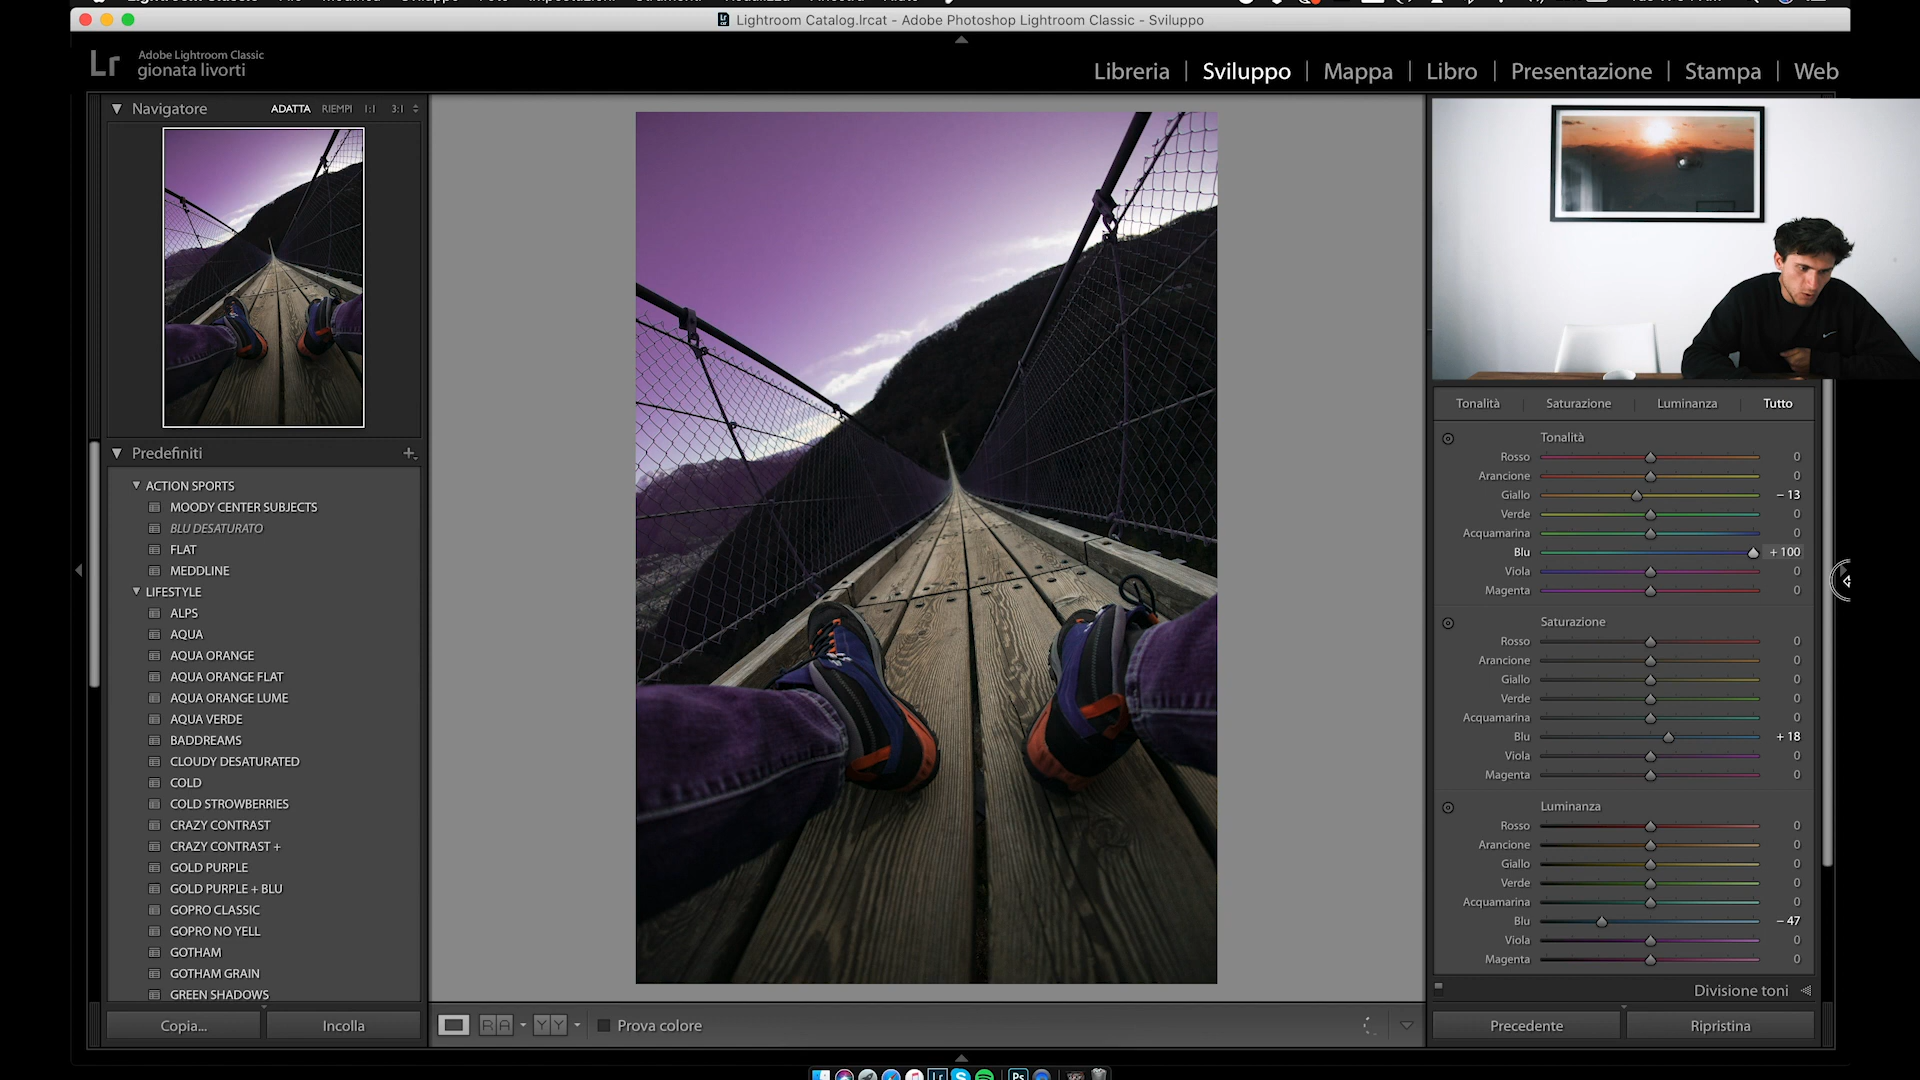 Lightroom Catalog.lrcat - Adobe Photoshop Lightroom Classic - Sviluppo
Lr
Adobe Lightroom Classic
gionata livorti
Libreria | Sviluppo | Mappa | Libro | Presentazione | Stampa | Web
Navigatore ADATTA RIEMPI 1:1 3:1
Predefiniti
ACTION SPORTS
MOODY CENTER SUBJECTS
BLU DESATURATO
FLAT
MEDDLINE
LIFESTYLE
ALPS
AQUA
AQUA ORANGE
AQUA ORANGE FLAT
AQUA ORANGE LUME
AQUA VERDE
BADDREAMS
CLOUDY DESATURATED
COLD
COLD STROWBERRIES
CRAZY CONTRAST
CRAZY CONTRAST +
GOLD PURPLE
GOLD PURPLE + BLU
GOPRO CLASSIC
GOPRO NO YELL
GOTHAM
GOTHAM GRAIN
GREEN SHADOWS
Copia... Incolla
RA YY Prova colore
Tonalità Saturazione Luminanza Tutto
Tonalità
Rosso 0
Arancione 0
Giallo - 13
Verde 0
Acquamarina 0
Blu + 100
Viola 0
Magenta 0
Saturazione
Rosso 0
Arancione 0
Giallo 0
Verde 0
Acquamarina 0
Blu + 18
Viola 0
Magenta 0
Luminanza
Rosso 0
Arancione 0
Giallo 0
Verde 0
Acquamarina 0
Blu - 47
Viola 0
Magenta 0
Divisione toni
Precedente Ripristina
Lr Ps